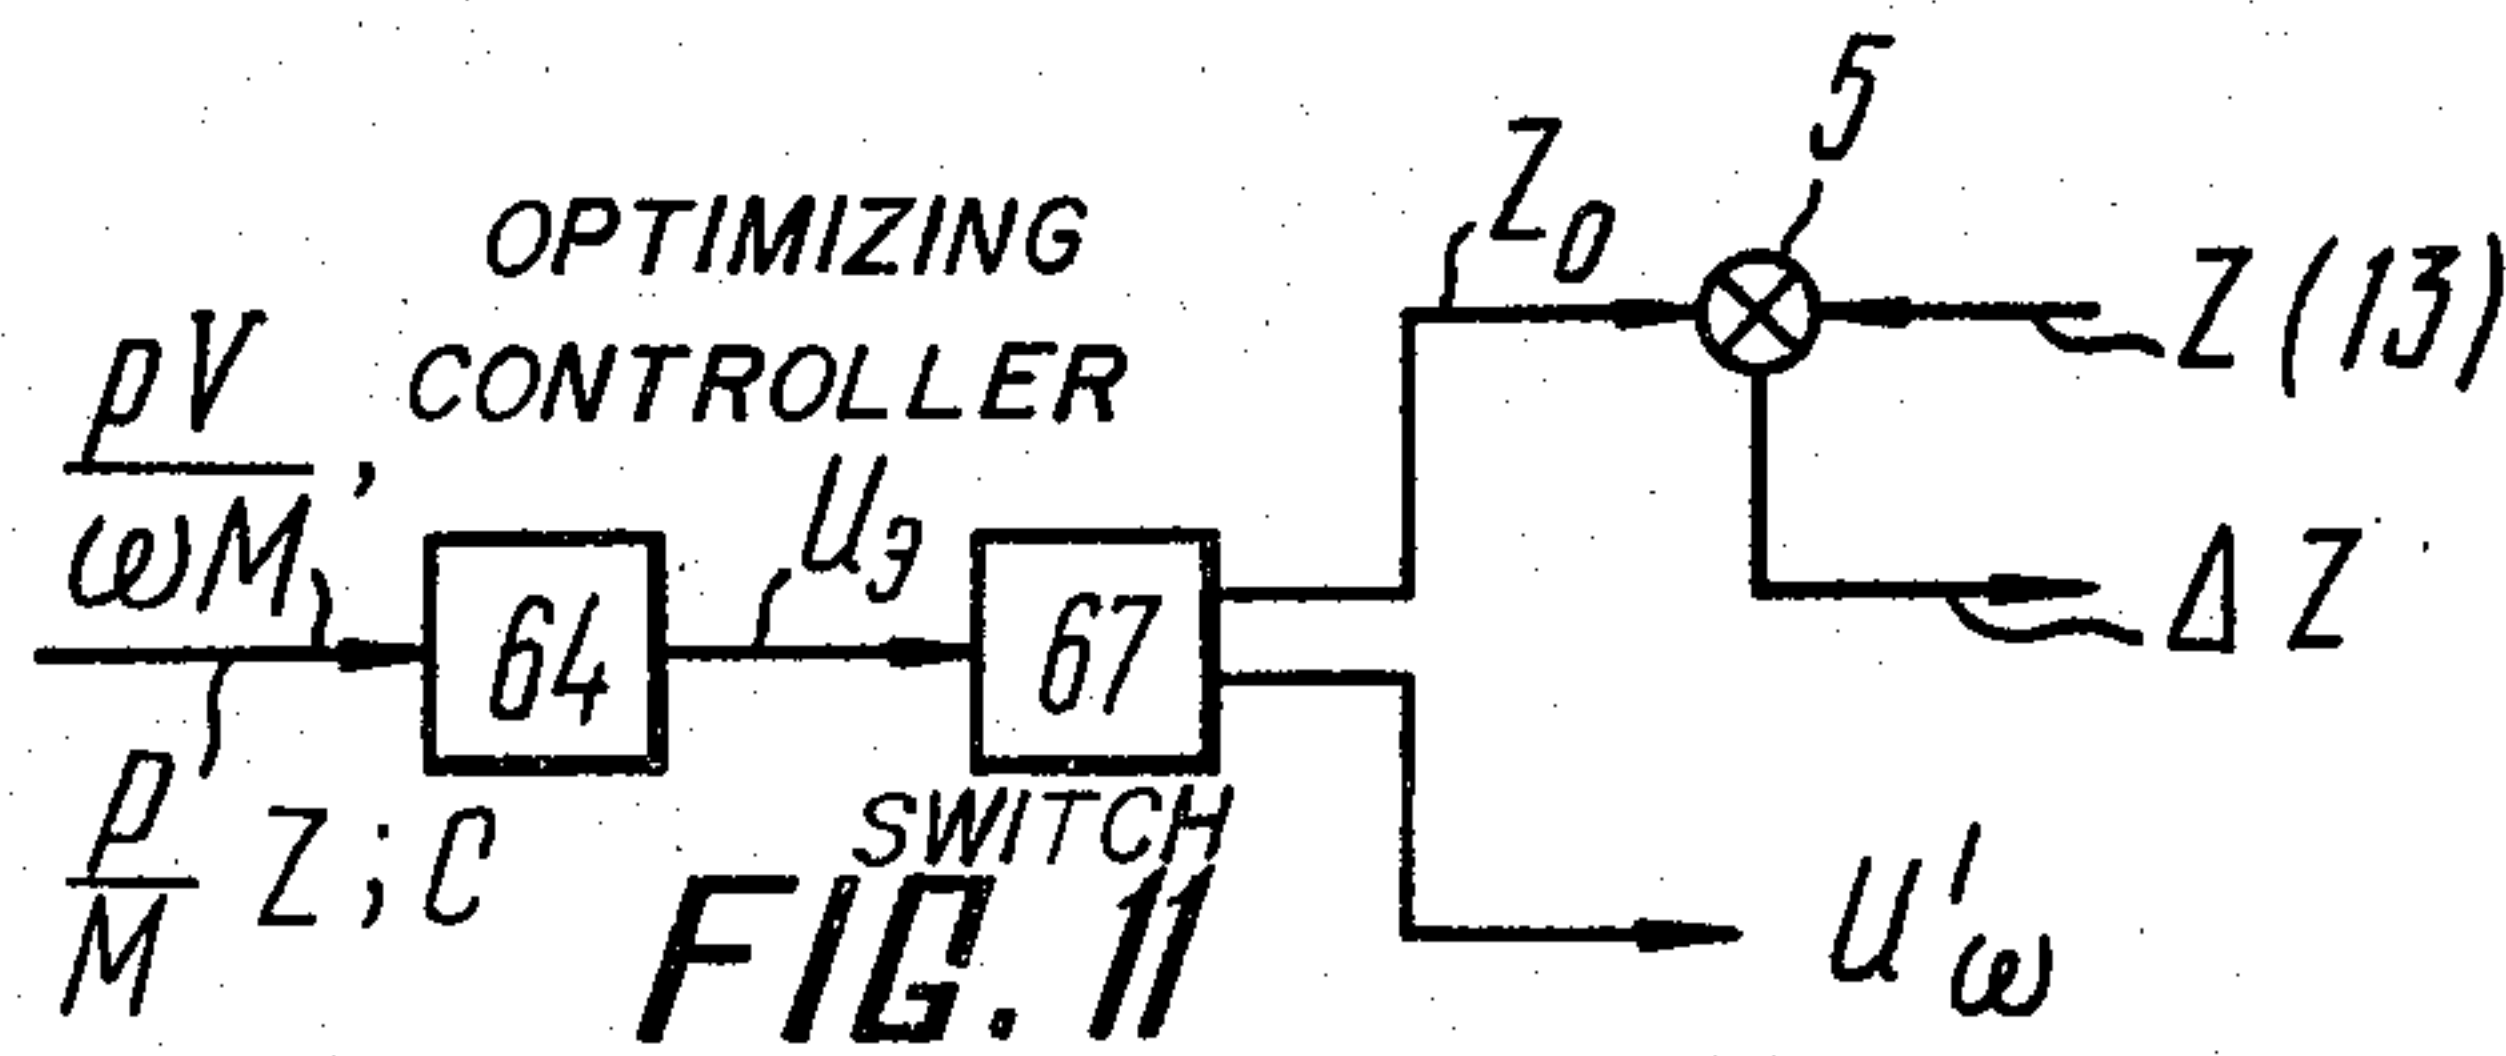 5
Z₀
OPTIMIZING
CONTROLLER
Z (13)
pV
ωM
,
Uэ
64
67
ΔZ
p
M
Z; C
SWITCH
U'ω
FIG. 11